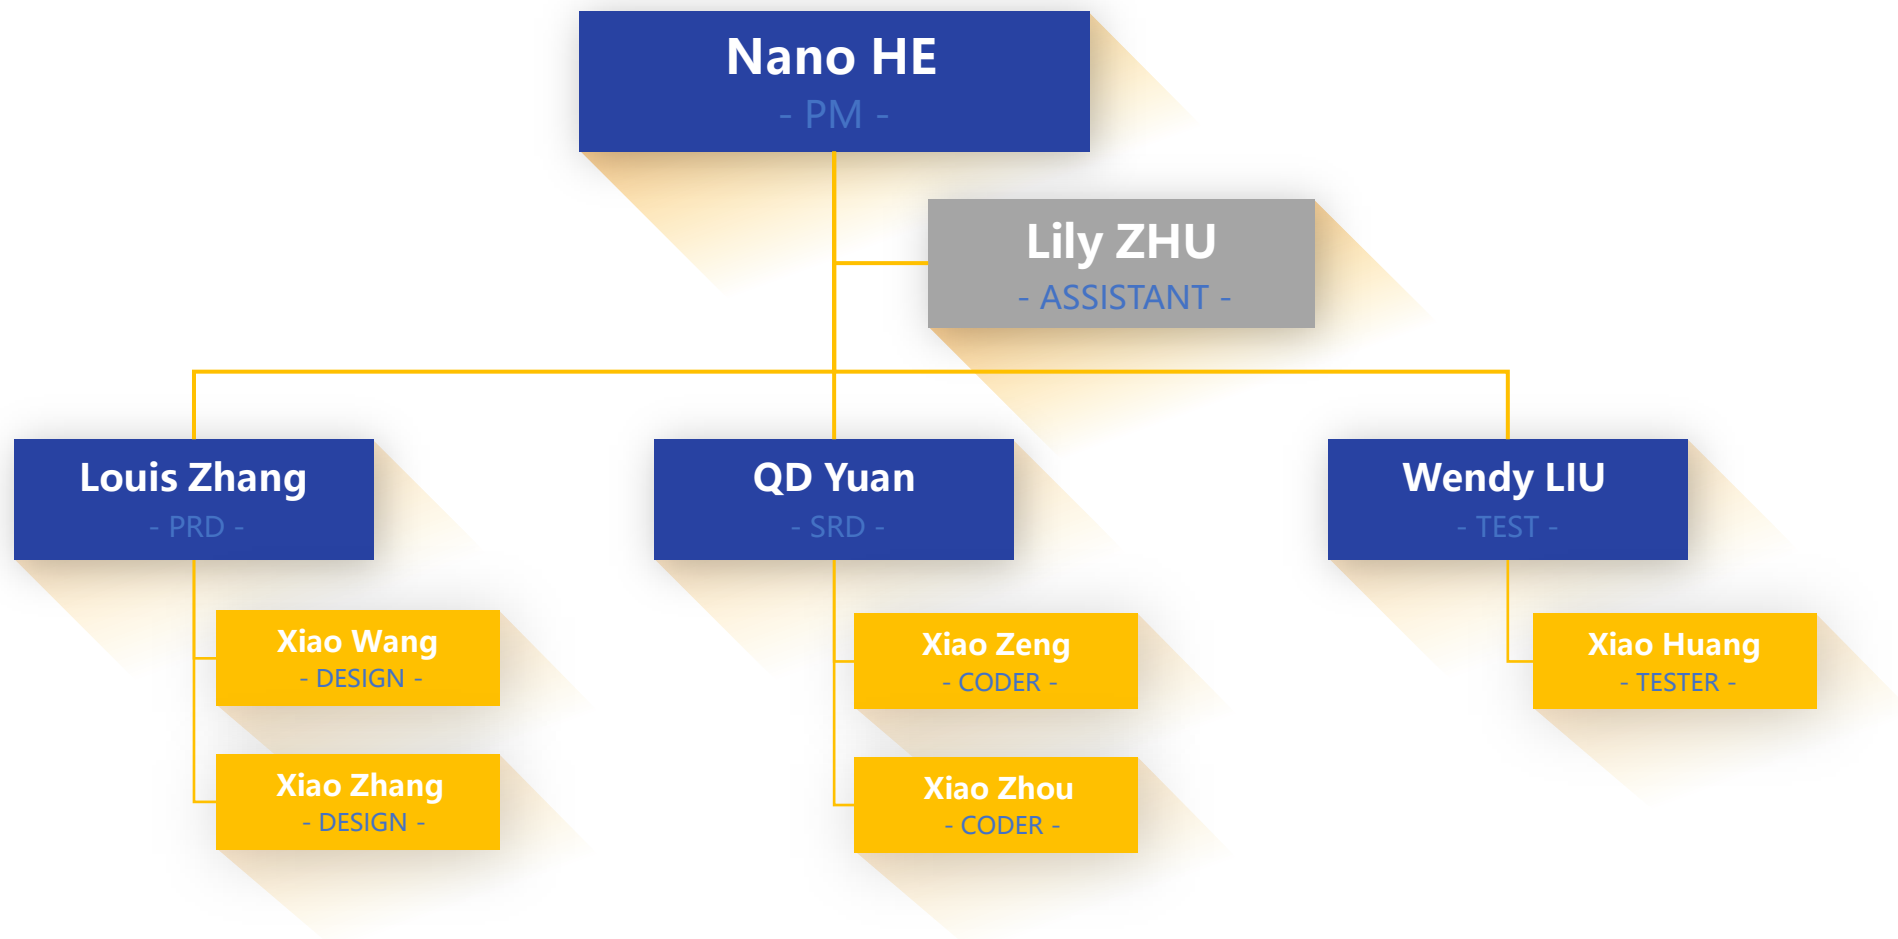 Nano HE
- PM -
Lily ZHU
- ASSISTANT -
Louis Zhang
- PRD -
QD Yuan
- SRD -
Wendy LIU
- TEST -
Xiao Wang
- DESIGN -
Xiao Zhang
- DESIGN -
Xiao Zeng
- CODER -
Xiao Zhou
- CODER -
Xiao Huang
- TESTER -